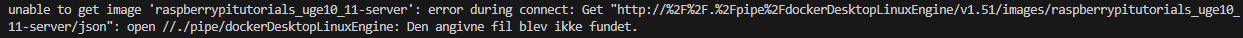 unable to get image 'raspberrypitutorials_uge10_11-server': error during connect: Get "http://%2F%2F.%2Fpipe%2FdockerDesktopLinuxEngine/v1.51/images/raspberrypitutorials_uge10_
11-server/json": open //./pipe/dockerDesktopLinuxEngine: Den angivne fil blev ikke fundet.